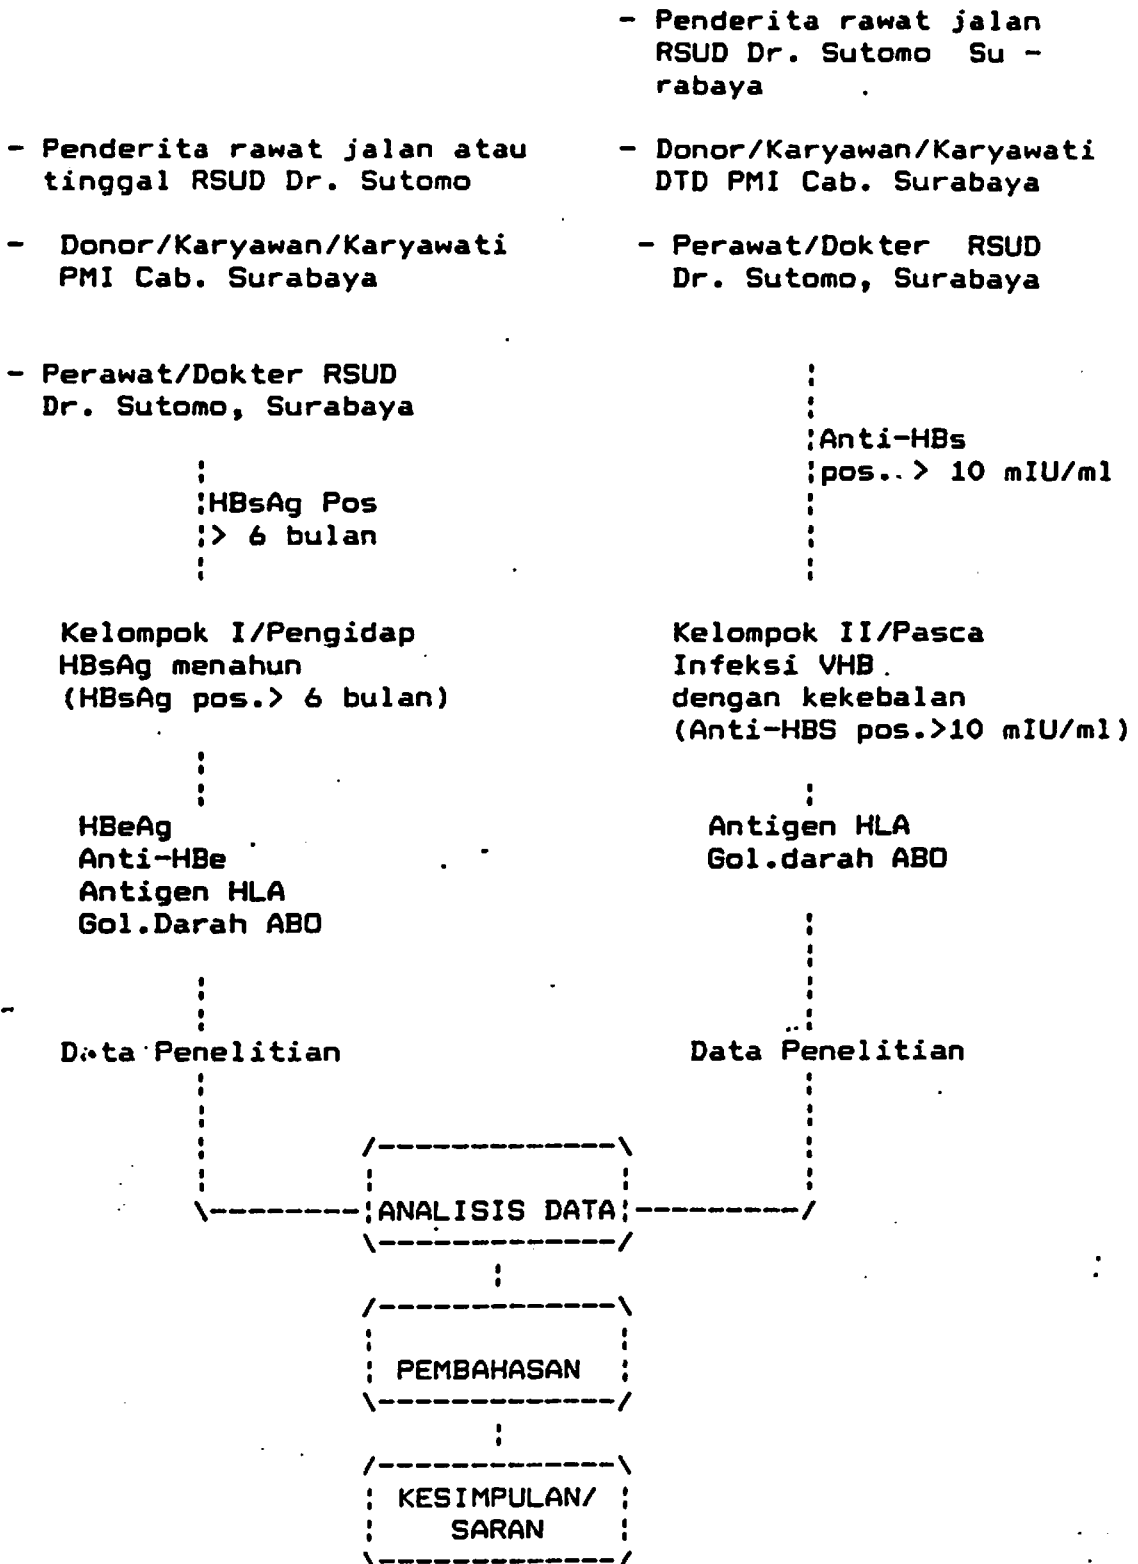 - Penderita rawat jalan
RSUD Dr. Sutomo Su -
rabaya
- Penderita rawat jalan atau
tinggal RSUD Dr. Sutomo
- Donor/Karyawan/Karyawati
PMI Cab. Surabaya
- Perawat/Dokter RSUD
Dr. Sutomo, Surabaya
- Donor/Karyawan/Karyawati
DTD PMI Cab. Surabaya
- Perawat/Dokter RSUD
Dr. Sutomo, Surabaya
HBsAg Pos
> 6 bulan
Anti-HBs
pos.. > 10 mIU/ml
Kelompok I/Pengidap
HBsAg menahun
(HBsAg pos.> 6 bulan)
Kelompok II/Pasca
Infeksi VHB
dengan kekebalan
(Anti-HBS pos.>10 mIU/ml)
HBeAg
Anti-HBe
Antigen HLA
Gol.Darah ABO
Antigen HLA
Gol.darah ABO
Data Penelitian
Data Penelitian
ANALISIS DATA
PEMBAHASAN
KESIMPULAN/
SARAN